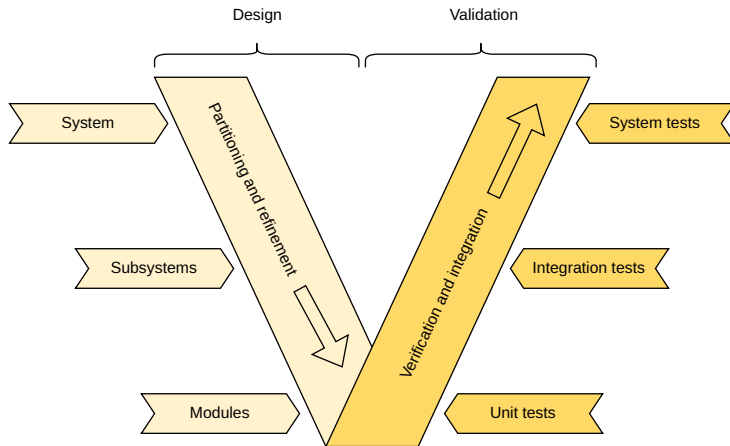 Design
Validation
System
Partitioning and refinement
System tests
Subsystems
Verification and integration
Integration tests
Modules
Unit tests